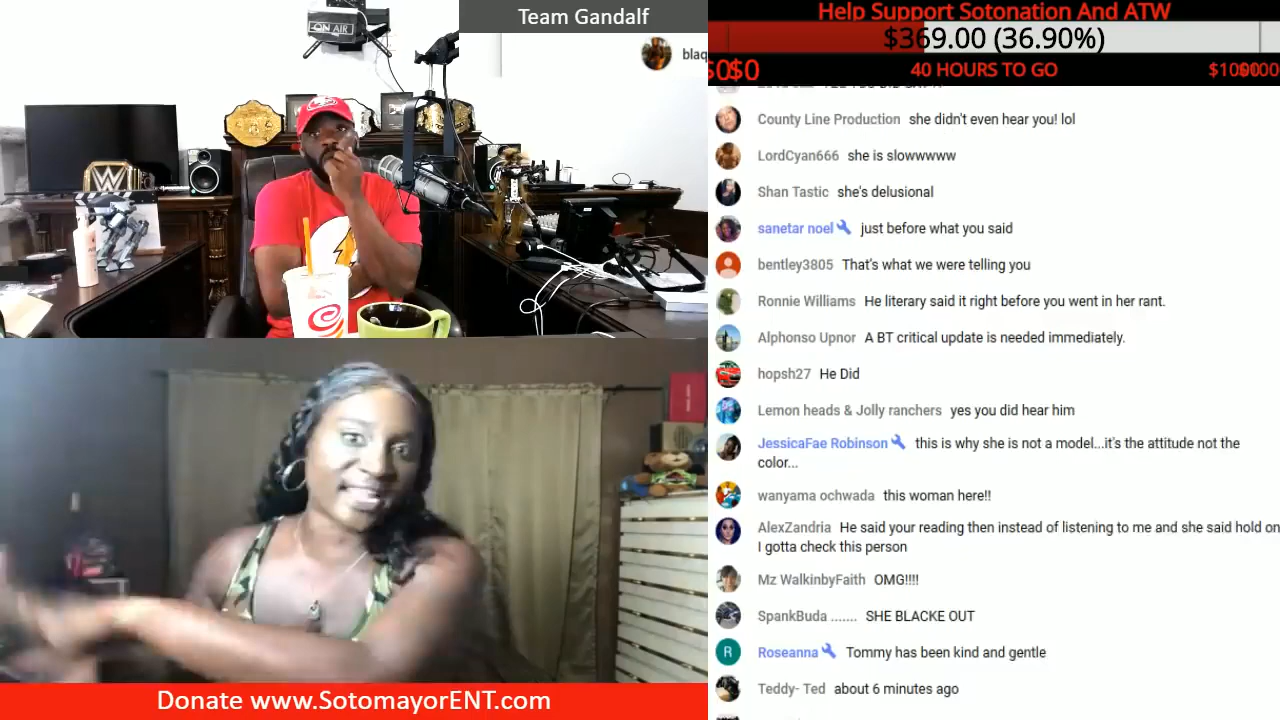 Team Gandalf
ON AIR
blaq
W
Help Support Sotonation And ATW
$369.00 (36.90%)
$0
40 HOURS TO GO
County Line Production she didn't even hear you! lol
LordCyan666 she is slowwwww
Shan Tastic she's delusional
sanetar noel just before what you said
bentley3805 That's what we were telling you
Ronnie Williams He literary said it right before you went in her rant.
Alphonso Upnor A BT critical update is needed immediately.
hopsh27 He Did
Lemon heads & Jolly ranchers yes you did hear him
JessicaFae Robinson this is why she is not a model...it's the attitude not the
color...
wanyama ochwada this woman here!!
AlexZandria He said your reading then instead of listening to me and she said hold on
I gotta check this person
Mz WalkinbyFaith OMG!!!!
SpankBuda ....... SHE BLACKE OUT
R
Roseanna Tommy has been kind and gentle
Teddy- Ted about 6 minutes ago
Donate www.SotomayorENT.com